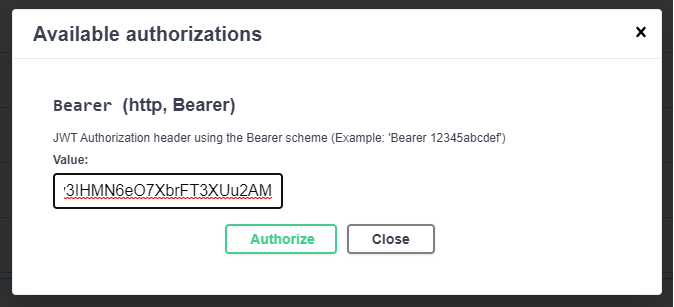 Available authorizations ×
Bearer (http, Bearer)
JWT Authorization header using the Bearer scheme (Example: 'Bearer 12345abcdef')
Value:
3IHMN6eO7XbrFT3XUu2AM
Authorize Close